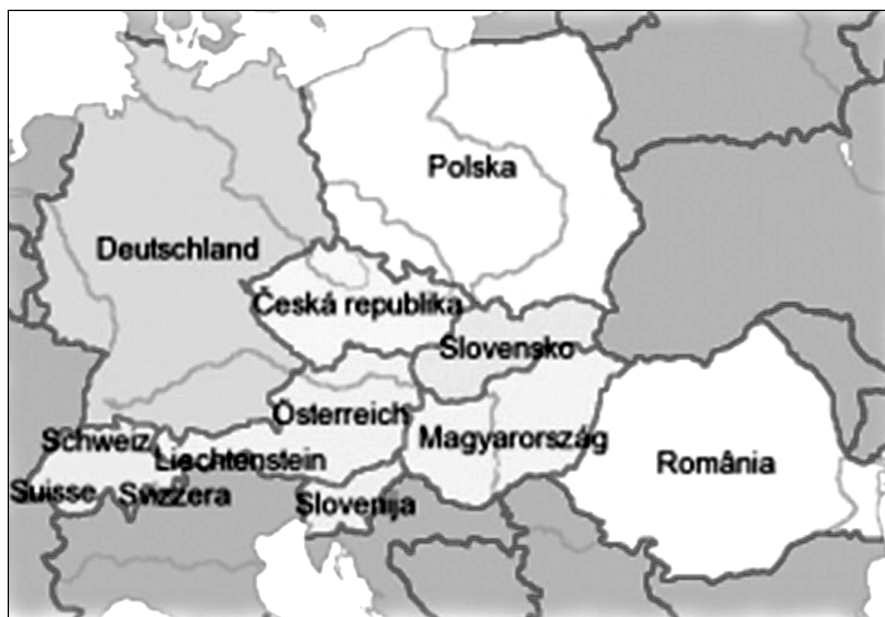 Polska
Deutschland
Česká republika
Slovensko
Österreich
Magyarország
Schweiz
Liechtenstein
România
Suisse
Svizzera
Slovenija